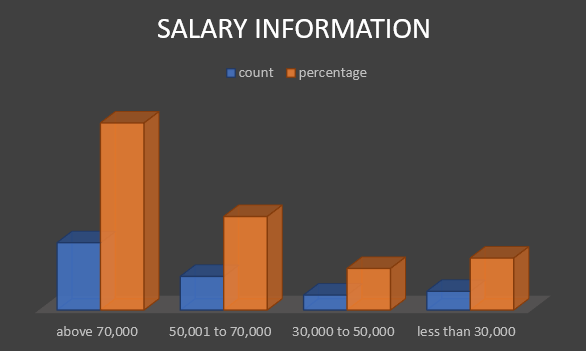 SALARY INFORMATION
count percentage
above 70,000 50,001 to 70,000 30,000 to 50,000 less than 30,000